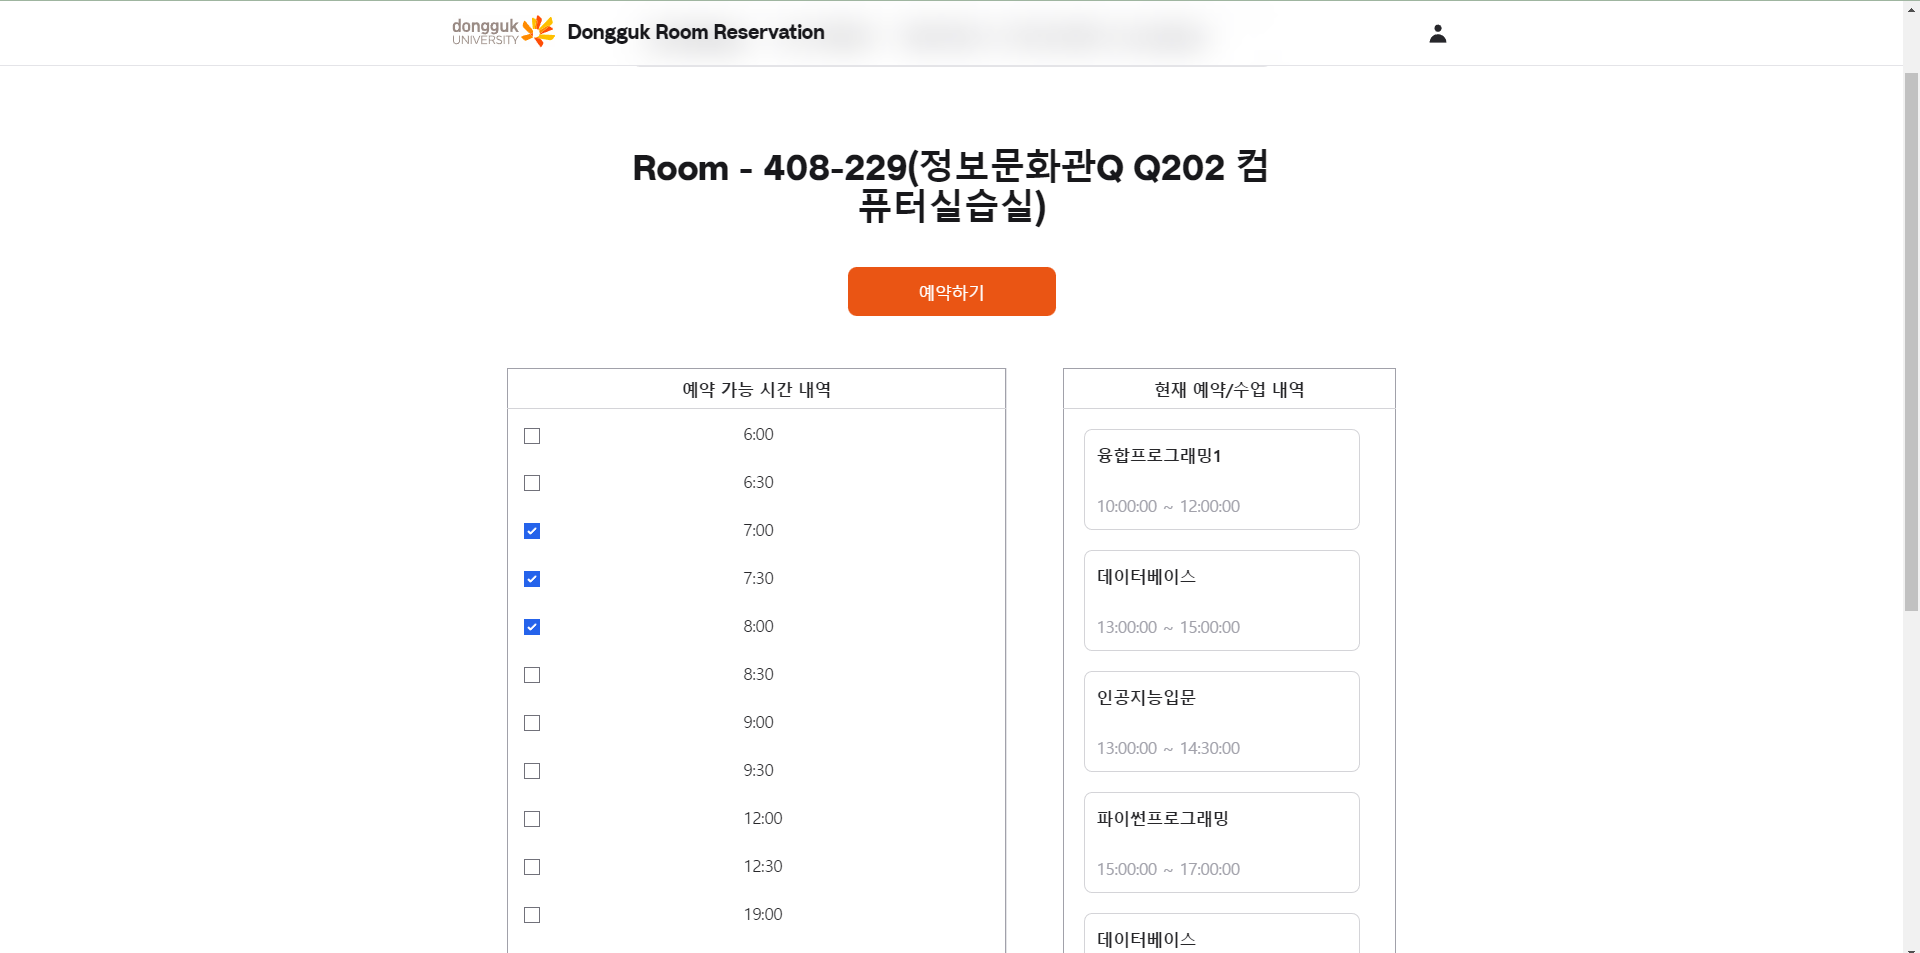 dongguk
UNIVERSITY
Dongguk Room Reservation
Room - 408-229(정보문화관Q Q202 컴
퓨터실습실)
예약하기
예약 가능 시간 내역
6:00
6:30
7:00
7:30
8:00
8:30
9:00
9:30
12:00
12:30
19:00
현재 예약/수업 내역
융합프로그래밍1
10:00:00 ~ 12:00:00
데이터베이스
13:00:00 ~ 15:00:00
인공지능입문
13:00:00 ~ 14:30:00
파이썬프로그래밍
15:00:00 ~ 17:00:00
데이터베이스